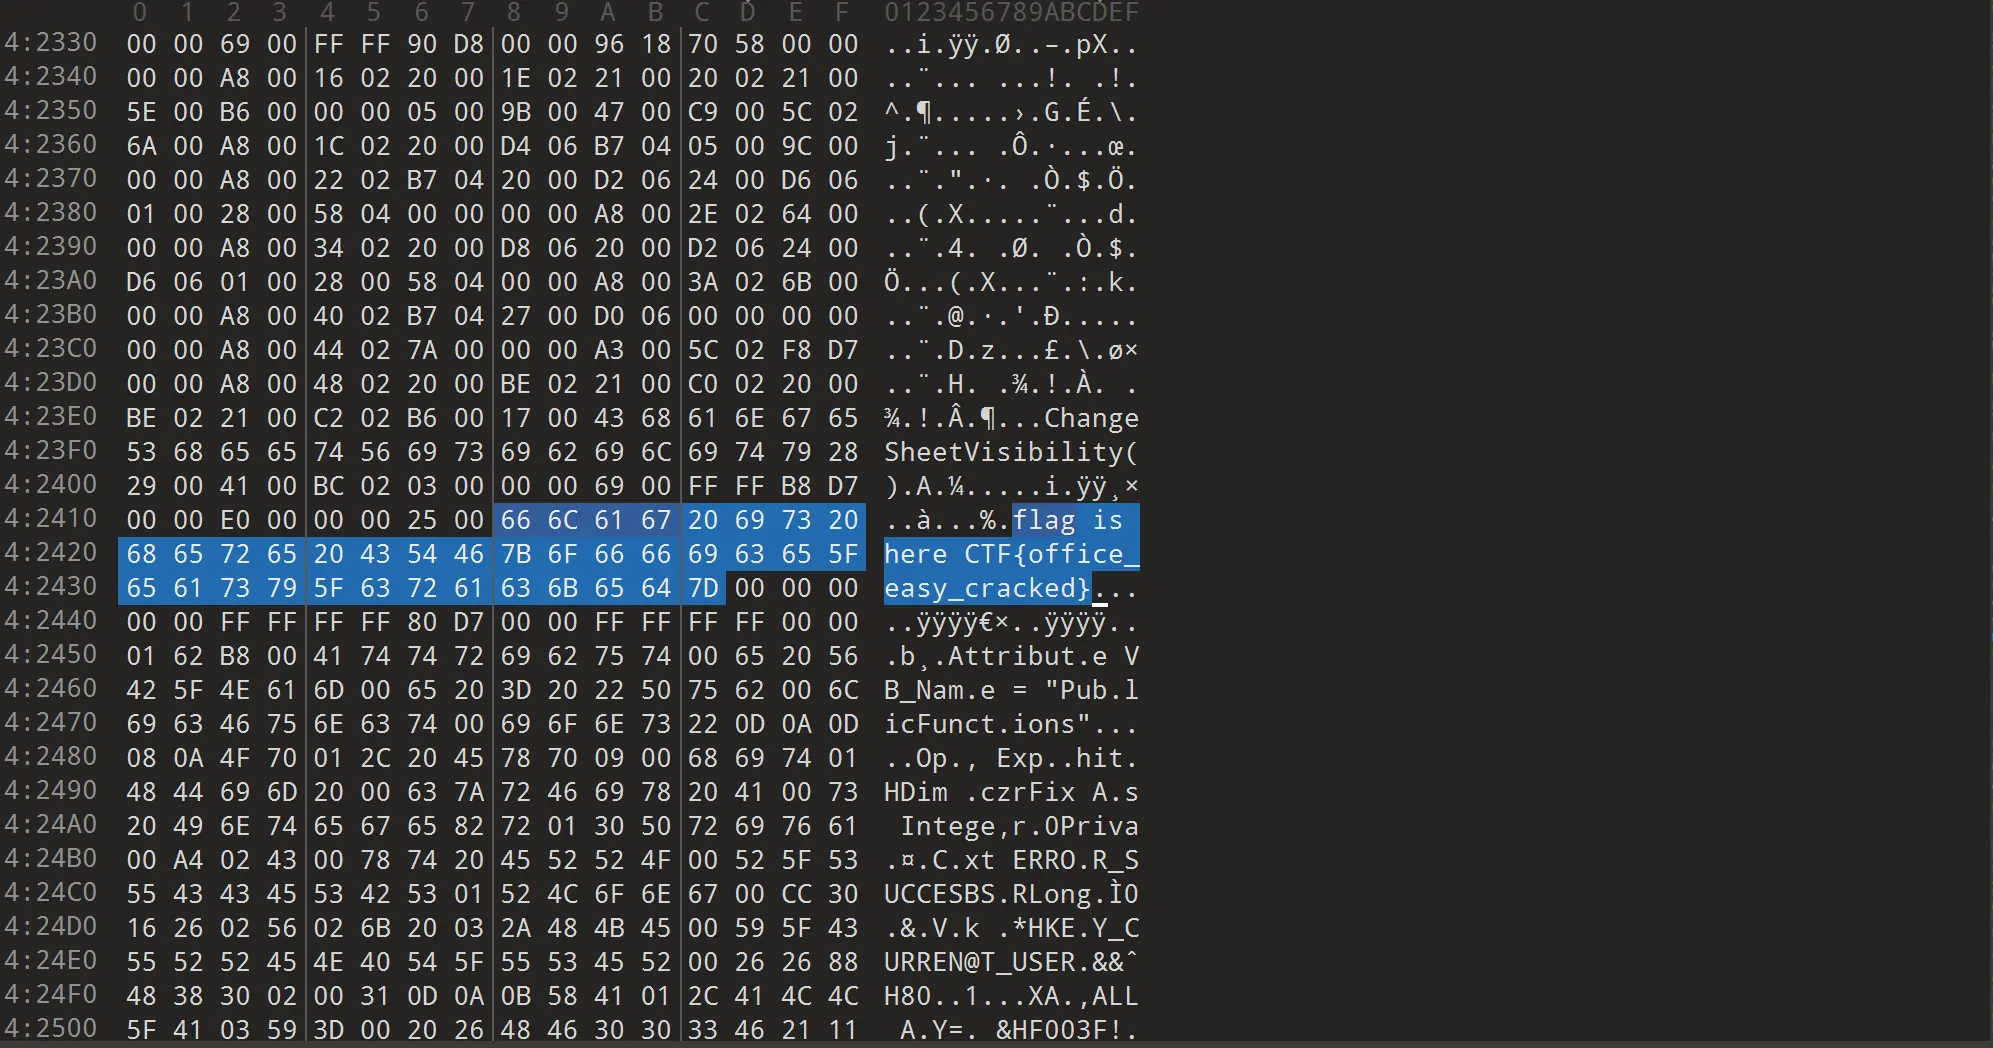 0 1 2 3 4 5 6 7 8 9 A B C D E F 0123456789ABCDEF
4:2330 00 00 69 00 FF FF 90 D8 00 00 96 18 70 58 00 00 ..i.ÿÿ.Ø..–.pX..
4:2340 00 00 A8 00 16 02 20 00 1E 02 21 00 20 02 21 00 ..¨... ...!. .!.
4:2350 5E 00 B6 00 00 00 05 00 9B 00 47 00 C9 00 5C 02 ^.¶.....›.G.É.\.
4:2360 6A 00 A8 00 1C 02 20 00 D4 06 B7 04 05 00 9C 00 j.¨... .Ô.·...œ.
4:2370 00 00 A8 00 22 02 B7 04 20 00 D2 06 24 00 D6 06 ..¨.".·. .Ò.$.Ö.
4:2380 01 00 28 00 58 04 00 00 00 00 A8 00 2E 02 64 00 ..(.X.....¨...d.
4:2390 00 00 A8 00 34 02 20 00 D8 06 20 00 D2 06 24 00 ..¨.4. .Ø. .Ò.$.
4:23A0 D6 06 01 00 28 00 58 04 00 00 A8 00 3A 02 6B 00 Ö...(.X...¨.:.k.
4:23B0 00 00 A8 00 40 02 B7 04 27 00 D0 06 00 00 00 00 ..¨.@.·.'.Ð.....
4:23C0 00 00 A8 00 44 02 7A 00 00 00 A3 00 5C 02 F8 D7 ..¨.D.z...£.\.ø×
4:23D0 00 00 A8 00 48 02 20 00 BE 02 21 00 C0 02 20 00 ..¨.H. .¾.!.À. .
4:23E0 BE 02 21 00 C2 02 B6 00 17 00 43 68 61 6E 67 65 ¾.!.Â.¶...Change
4:23F0 53 68 65 65 74 56 69 73 69 62 69 6C 69 74 79 28 SheetVisibility(
4:2400 29 00 41 00 BC 02 03 00 00 00 69 00 FF FF B8 D7 ).A.¼.....i.ÿÿ¸×
4:2410 00 00 E0 00 00 00 25 00 66 6C 61 67 20 69 73 20 ..à...%.flag is
4:2420 68 65 72 65 20 43 54 46 7B 6F 66 66 69 63 65 5F here CTF{office_
4:2430 65 61 73 79 5F 63 72 61 63 6B 65 64 7D 00 00 00 easy_cracked}...
4:2440 00 00 FF FF FF FF 80 D7 00 00 FF FF FF FF 00 00 ..ÿÿÿÿ€×..ÿÿÿÿ..
4:2450 01 62 B8 00 41 74 74 72 69 62 75 74 00 65 20 56 .b¸.Attribut.e V
4:2460 42 5F 4E 61 6D 00 65 20 3D 20 22 50 75 62 00 6C B_Nam.e = "Pub.l
4:2470 69 63 46 75 6E 63 74 00 69 6F 6E 73 22 0D 0A 0D icFunct.ions"...
4:2480 08 0A 4F 70 01 2C 20 45 78 70 09 00 68 69 74 01 ..Op., Exp..hit.
4:2490 48 44 69 6D 20 00 63 7A 72 46 69 78 20 41 00 73 HDim .czrFix A.s
4:24A0 20 49 6E 74 65 67 65 82 72 01 30 50 72 69 76 61  Intege‚r.0Priva
4:24B0 00 A4 02 43 00 78 74 20 45 52 52 4F 00 52 5F 53 .¤.C.xt ERRO.R_S
4:24C0 55 43 43 45 53 42 53 01 52 4C 6F 6E 67 00 CC 30 UCCESBS.RLong.Ì0
4:24D0 16 26 02 56 02 6B 20 03 2A 48 4B 45 00 59 5F 43 .&.V.k .*HKE.Y_C
4:24E0 55 52 52 45 4E 40 54 5F 55 53 45 52 00 26 26 88 URREN@T_USER.&&ˆ
4:24F0 48 38 30 02 00 31 0D 0A 0B 58 41 01 2C 41 4C 4C H80..1...XA.,ALL
4:2500 5F 41 03 59 3D 00 20 26 48 46 30 30 33 46 21 11 _A.Y=. &HF003F!.